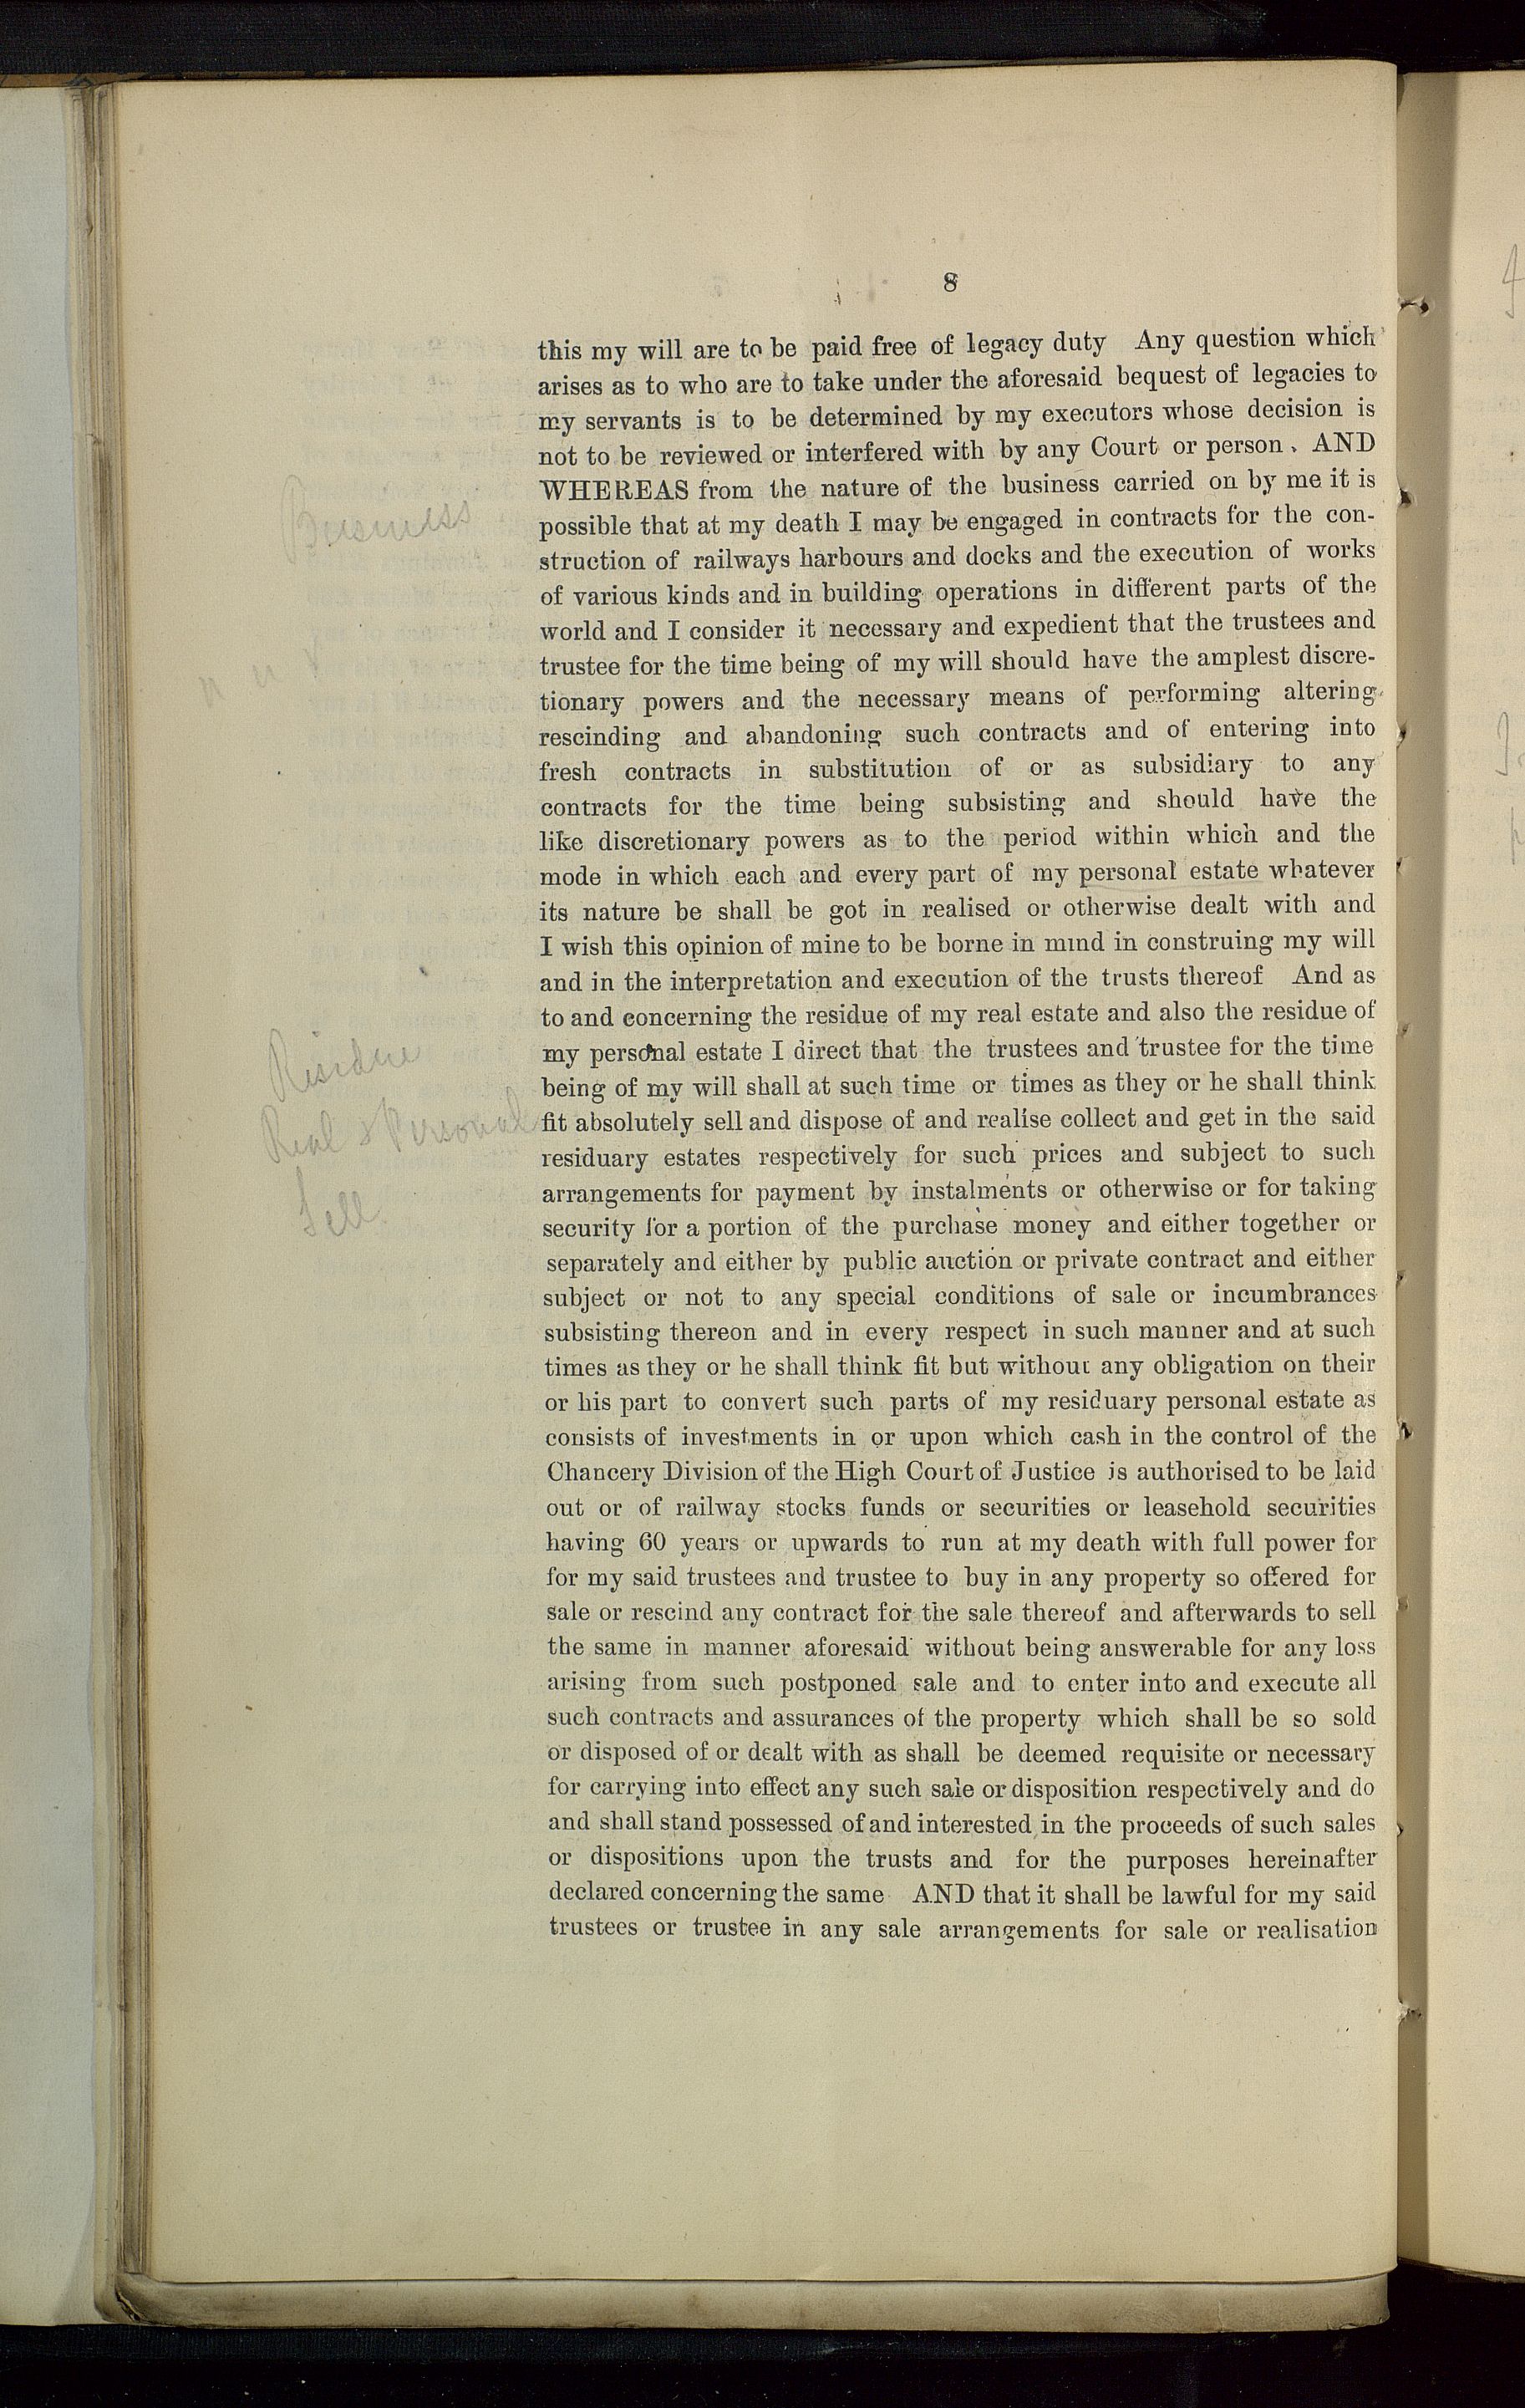 8
this my will are to be paid free of legacy duty Any question which
arises as to who are to take under the aforesaid bequest of legacies to
my servants is to be determined by my executors whose decision is
not to be reviewed or interfered with by any Court or person. AND
WHEREAS from the nature of the business carried on by me it is
Business
possible that at my death I may be engaged in contracts for the con-
struction of railways harbours and docks and the execution of works
of various kinds and in building operations in different parts of the
world and I consider it necessary and expedient that the trustees and
trustee for the time being of my will should have the amplest discre-
tionary powers and the necessary means of performing altering
rescinding and abandoning such contracts and of entering into
fresh contracts in substitution of or as subsidiary to any
contracts for the time being subsisting and should have the
like discretionary powers as to the period within which and the
mode in which each and every part of my personal estate whatever
its nature be shall be got in realised or otherwise dealt with and
I wish this opinion of mine to be borne in mind in construing my will
and in the interpretation and execution of the trusts thereof And as
to and concerning the residue of my real estate and also the residue of
my personal estate I direct that the trustees and trustee for the time
Residue
being of my will shall at such time or times as they or he shall think
Real & Personal
fit absolutely sell and dispose of and realise collect and get in the said
residuary estates respectively for such prices and subject to such
arrangements for payment by instalments or otherwise or for taking
Sell
security for a portion of the purchase money and either together or
separately and either by public auction or private contract and either
subject or not to any special conditions of sale or incumbrances
subsisting thereon and in every respect in such manner and at such
times as they or he shall think fit but without any obligation on their
or his part to convert such parts of my residuary personal estate as
consists of investments in or upon which cash in the control of the
Chancery Division of the High Court of Justice is authorised to be laid
out or of railway stocks funds or securities or leasehold securities
having 60 years or upwards to run at my death with full power for
for my said trustees and trustee to buy in any property so offered for
sale or rescind any contract for the sale thereof and afterwards to sell
the same in manner aforesaid without being answerable for any loss
arising from such postponed sale and to enter into and execute all
such contracts and assurances of the property which shall be so sold
or disposed of or dealt with as shall be deemed requisite or necessary
for carrying into effect any such sale or disposition respectively and do
and shall stand possessed of and interested in the proceeds of such sales
or dispositions upon the trusts and for the purposes hereinafter
declared concerning the same AND that it shall be lawful for my said
trustees or trustee in any sale arrangements for sale or realisation